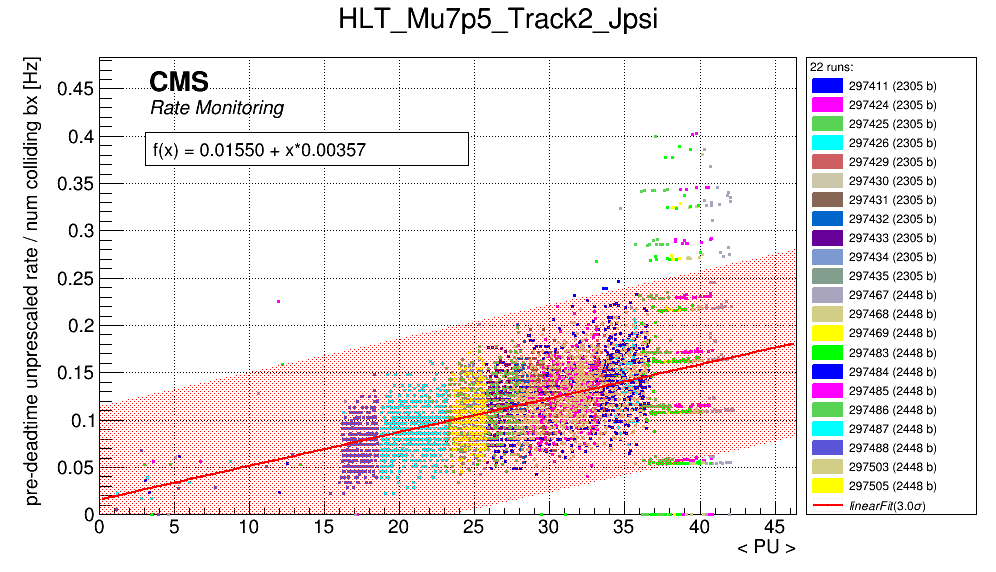 HLT_Mu7p5_Track2_Jpsi
pre-deadtime unprescaled rate / num colliding bx [Hz]
CMS
Rate Monitoring
f(x) = 0.01550 + x*0.00357
0.45
0.4
0.35
0.3
0.25
0.2
0.15
0.1
0.05
0
0 5 10 15 20 25 30 35 40 45
< PU >
22 runs:
297411 (2305 b)
297424 (2305 b)
297425 (2305 b)
297426 (2305 b)
297429 (2305 b)
297430 (2305 b)
297431 (2305 b)
297432 (2305 b)
297433 (2305 b)
297434 (2305 b)
297435 (2305 b)
297467 (2448 b)
297468 (2448 b)
297469 (2448 b)
297483 (2448 b)
297484 (2448 b)
297485 (2448 b)
297486 (2448 b)
297487 (2448 b)
297488 (2448 b)
297503 (2448 b)
297505 (2448 b)
linearFit(3.0σ)